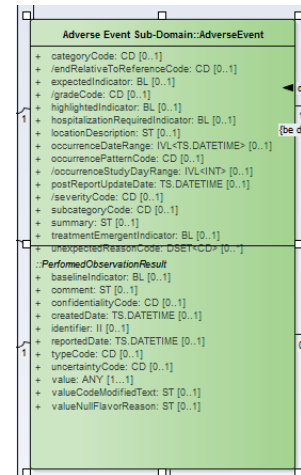 Adverse Event Sub-Domain::AdverseEvent
+ categoryCode: CD [0..1]
+ /endRelativeToReferenceCode: CD [0..1]
+ expectedIndicator: BL [0..1]
+ /gradeCode: CD [0..1]
+ highlightedIndicator: BL [0..1]
+ hospitalizationRequiredIndicator: BL [0..1]
+ locationDescription: ST [0..1]
+ occurrenceDateRange: IVL<TS.DATETIME> [0..1]
+ occurrencePatternCode: CD [0..1]
+ /occurrenceStudyDayRange: IVL<INT> [0..1]
+ postReportUpdateDate: TS.DATETIME [0..1]
+ /severityCode: CD [0..1]
+ subcategoryCode: CD [0..1]
+ summary: ST [0..1]
+ treatmentEmergentIndicator: BL [0..1]
+ unexpectedReasonCode: DSET<CD> [0..*]
::PerformedObservationResult
+ baselineIndicator: BL [0..1]
+ comment: ST [0..1]
+ confidentialityCode: CD [0..1]
+ createdDate: TS.DATETIME [0..1]
+ identifier: II [0..1]
+ reportedDate: TS.DATETIME [0..1]
+ typeCode: CD [0..1]
+ uncertaintyCode: CD [0..1]
+ value: ANY [1...1]
+ valueCodeModifiedText: ST [0..1]
+ valueNullFlavorReason: ST [0..1]
1
1
{be d